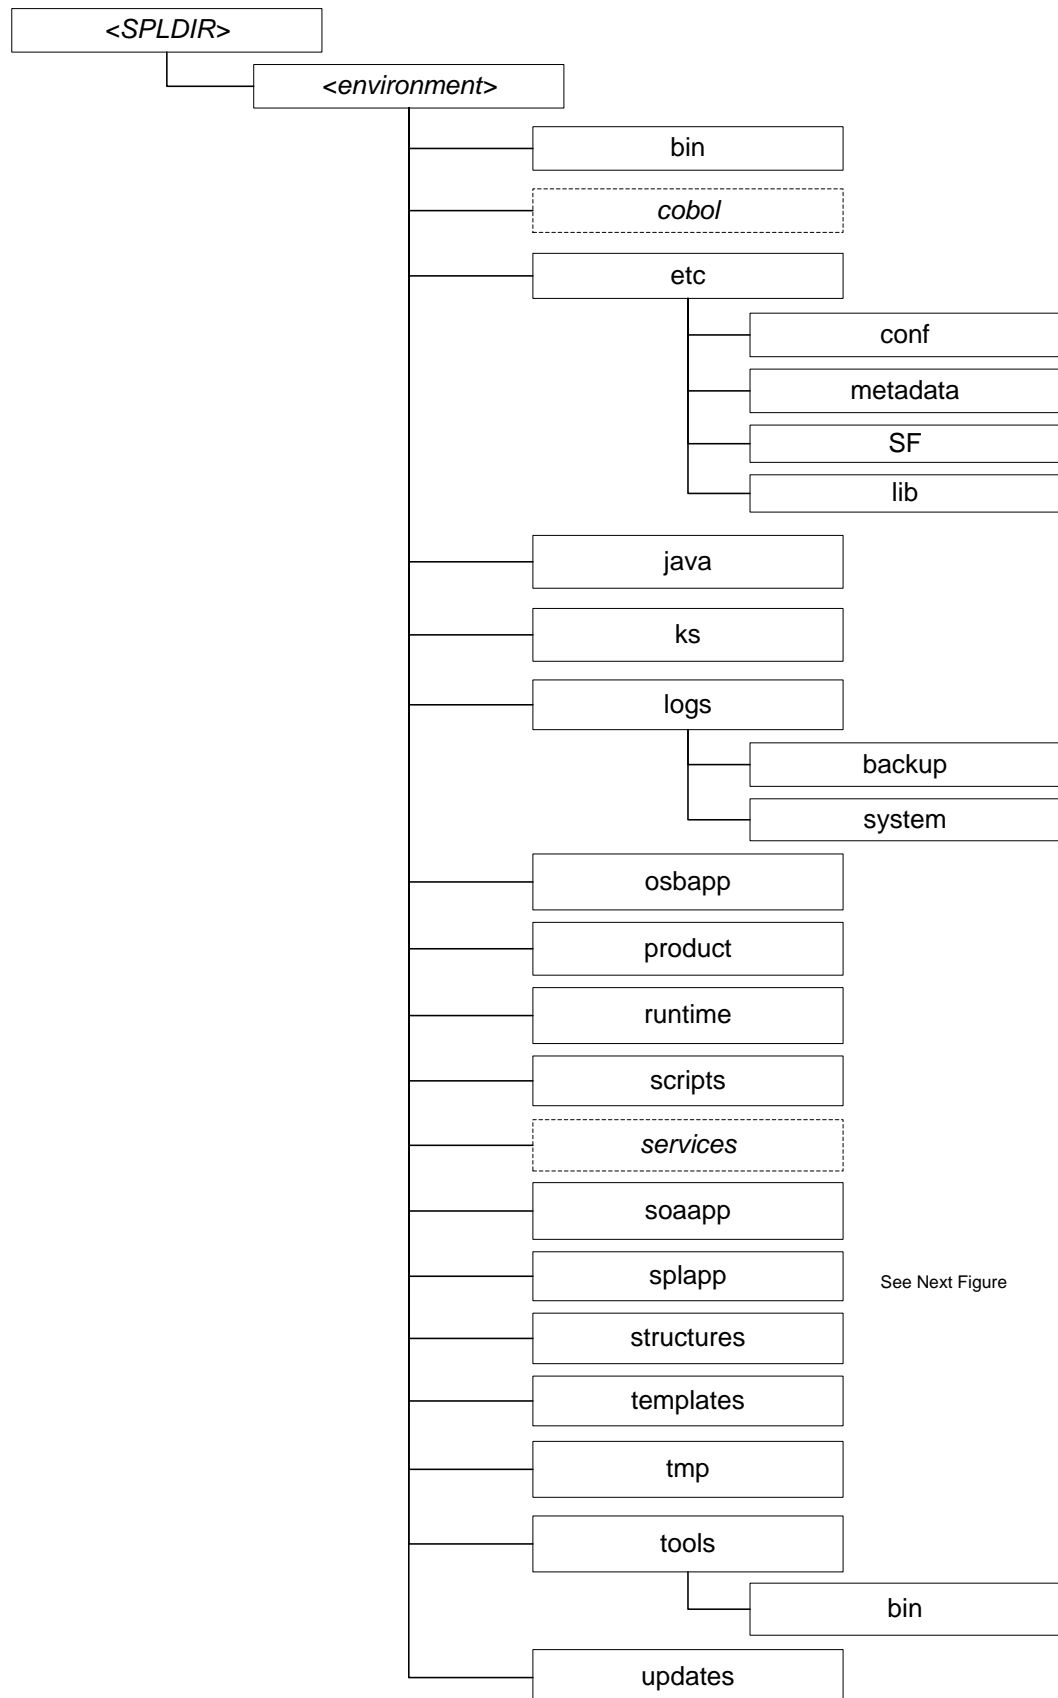 <SPLDIR>
<environment>
bin
cobol
etc
conf
metadata
SF
lib
java
ks
logs
backup
system
osbapp
product
runtime
scripts
services
soaapp
splapp
See Next Figure
structures
templates
tmp
tools
bin
updates